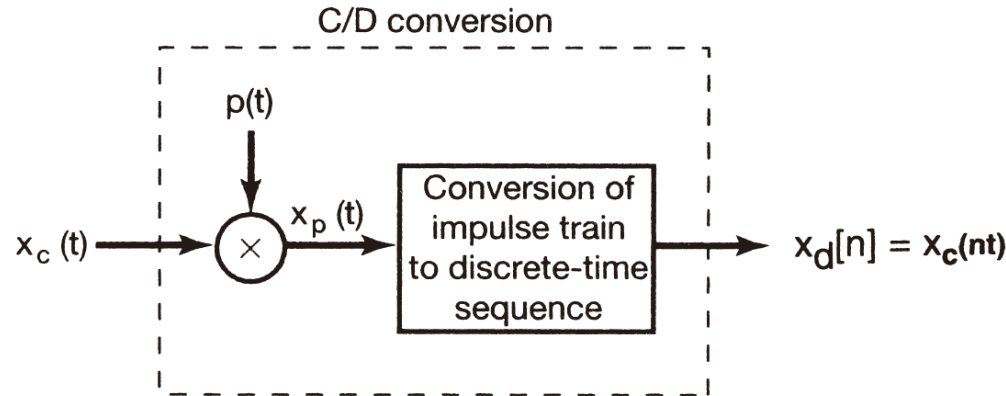 C/D conversion
p(t)
x_c (t)
×
x_p (t)
Conversion of
impulse train
to discrete-time
sequence
x_d[n] = x_c(nt)